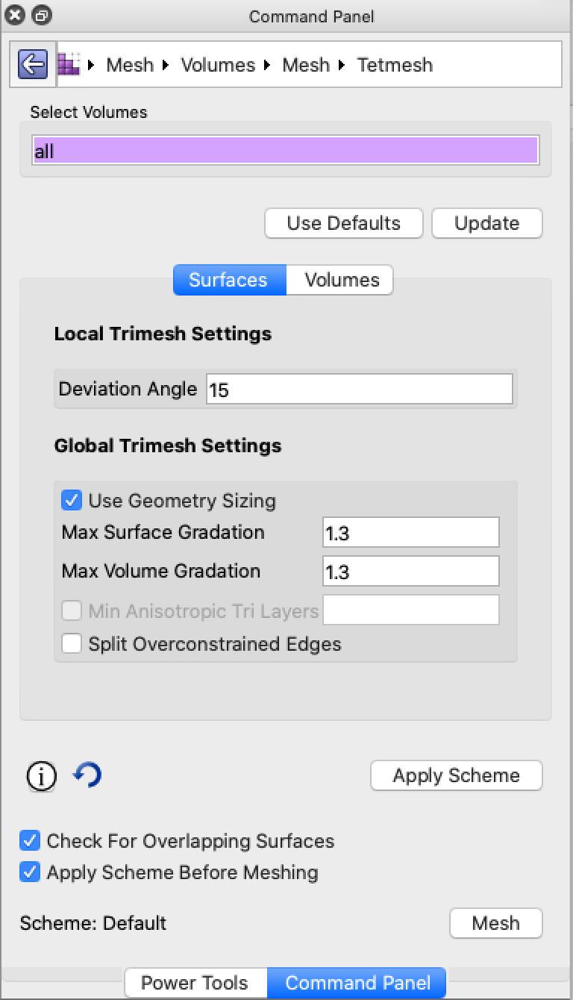 Command Panel
Mesh Volumes Mesh Tetmesh
Select Volumes
all
Use Defaults Update
Surfaces Volumes
Local Trimesh Settings
Deviation Angle 15
Global Trimesh Settings
Use Geometry Sizing
Max Surface Gradation 1.3
Max Volume Gradation 1.3
Min Anisotropic Tri Layers
Split Overconstrained Edges
i Apply Scheme
Check For Overlapping Surfaces
Apply Scheme Before Meshing
Scheme: Default Mesh
Power Tools Command Panel